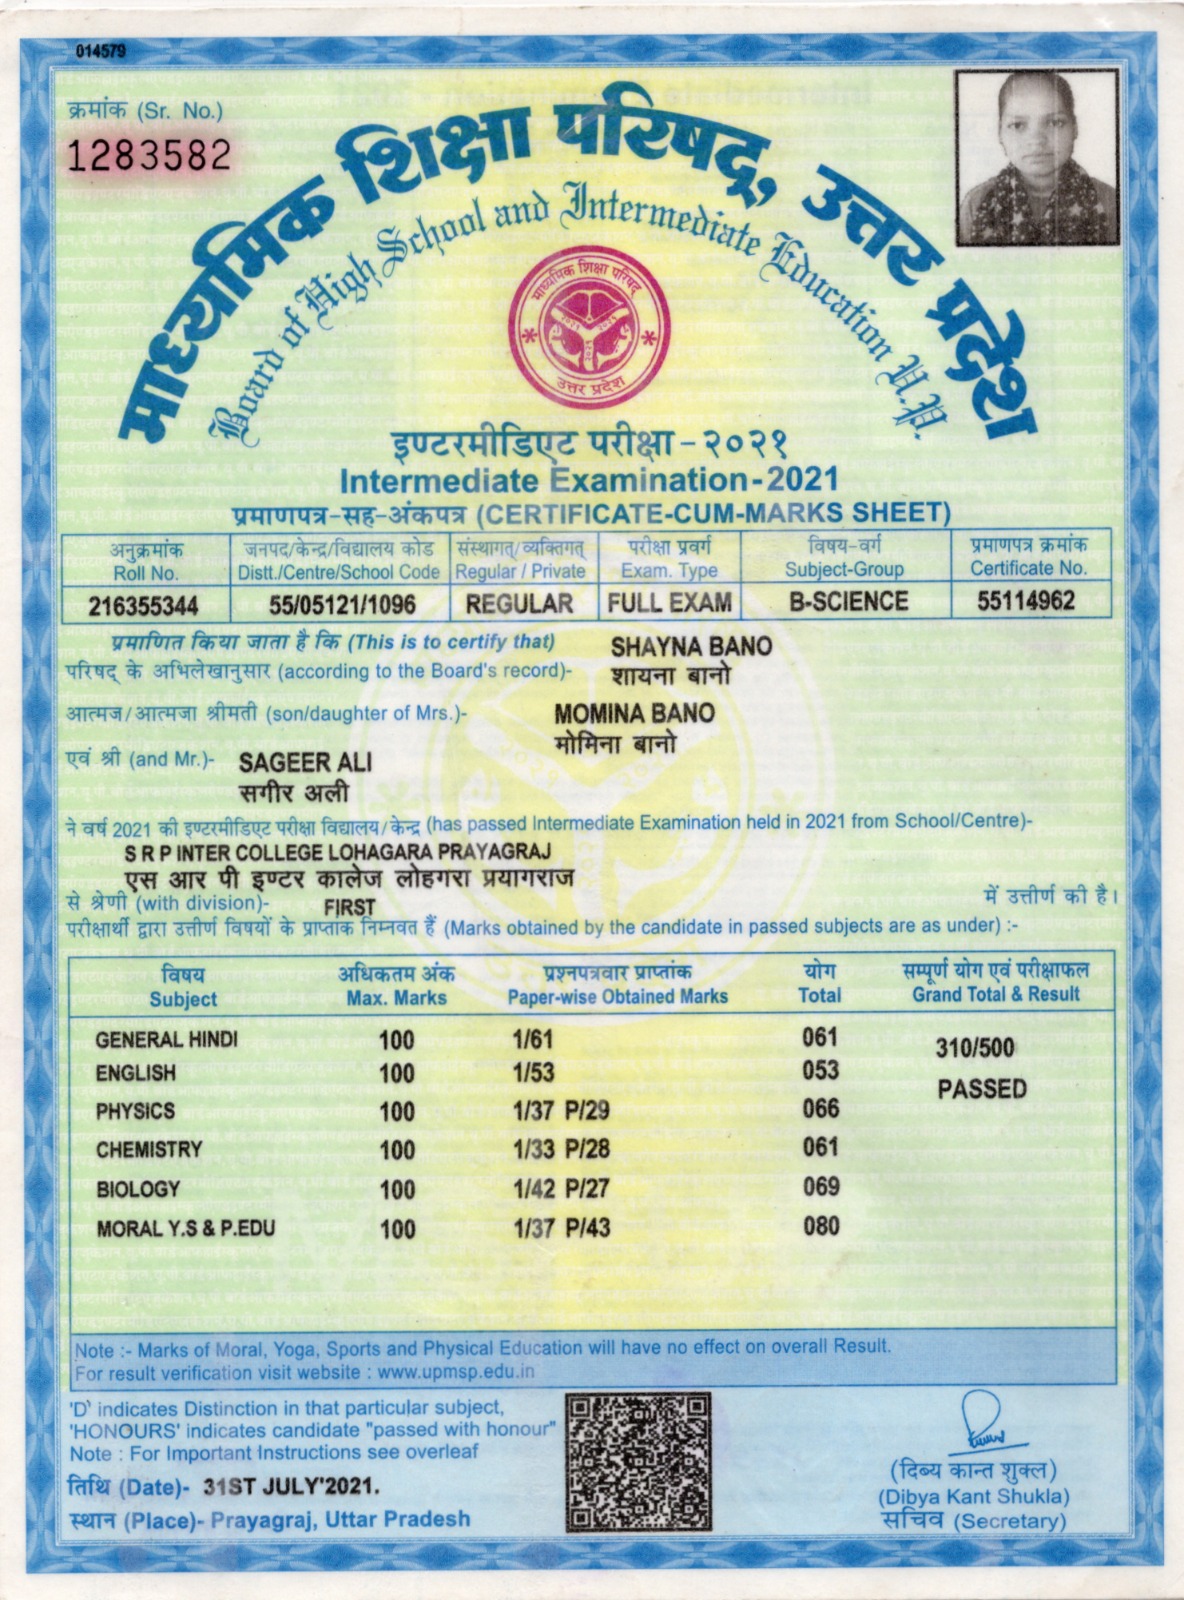 014579
क्रमांक (Sr. No.)
1283582
माध्यमिक शिक्षा परिषद्, उत्तर प्रदेश
Board of High School and Intermediate Education U.P.
माध्यमिक शिक्षा परिषद्
उत्तर प्रदेश
इण्टरमीडिएट परीक्षा - २०२१
Intermediate Examination - 2021
प्रमाणपत्र-सह-अंकपत्र (CERTIFICATE-CUM-MARKS SHEET)
अनुक्रमांक जनपद/केन्द्र/विद्यालय कोड संस्थागत्/व्यक्तिगत् परीक्षा प्रवर्ग विषय-वर्ग प्रमाणपत्र क्रमांक
Roll No. Distt./Centre/School Code Regular / Private Exam. Type Subject-Group Certificate No.
216355344 55/05121/1096 REGULAR FULL EXAM B-SCIENCE 55114962
प्रमाणित किया जाता है कि (This is to certify that) SHAYNA BANO
परिषद् के अभिलेखानुसार (according to the Board's record)- शायना बानो
आत्मज/आत्मजा श्रीमती (son/daughter of Mrs.)- MOMINA BANO
मोमिना बानो
एवं श्री (and Mr.)- SAGEER ALI
सगीर अली
ने वर्ष 2021 की इण्टरमीडिएट परीक्षा विद्यालय/केन्द्र (has passed Intermediate Examination held in 2021 from School/Centre)-
S R P INTER COLLEGE LOHAGARA PRAYAGRAJ
एस आर पी इण्टर कालेज लोहगरा प्रयागराज
से श्रेणी (with division)- FIRST में उत्तीर्ण की है।
परीक्षार्थी द्वारा उत्तीर्ण विषयों के प्राप्तांक निम्नवत हैं (Marks obtained by the candidate in passed subjects are as under) :-
विषय अधिकतम अंक प्रश्नपत्रवार प्राप्तांक योग सम्पूर्ण योग एवं परीक्षाफल
Subject Max. Marks Paper-wise Obtained Marks Total Grand Total & Result
GENERAL HINDI 100 1/61 061 310/500
ENGLISH 100 1/53 053 PASSED
PHYSICS 100 1/37 P/29 066
CHEMISTRY 100 1/33 P/28 061
BIOLOGY 100 1/42 P/27 069
MORAL Y.S & P.EDU 100 1/37 P/43 080
Note :- Marks of Moral, Yoga, Sports and Physical Education will have no effect on overall Result.
For result verification visit website : www.upmsp.edu.in
'D' indicates Distinction in that particular subject,
'HONOURS' indicates candidate "passed with honour"
Note : For Important Instructions see overleaf
तिथि (Date)- 31ST JULY'2021.
स्थान (Place)- Prayagraj, Uttar Pradesh
(दिब्य कान्त शुक्ल)
(Dibya Kant Shukla)
सचिव (Secretary)